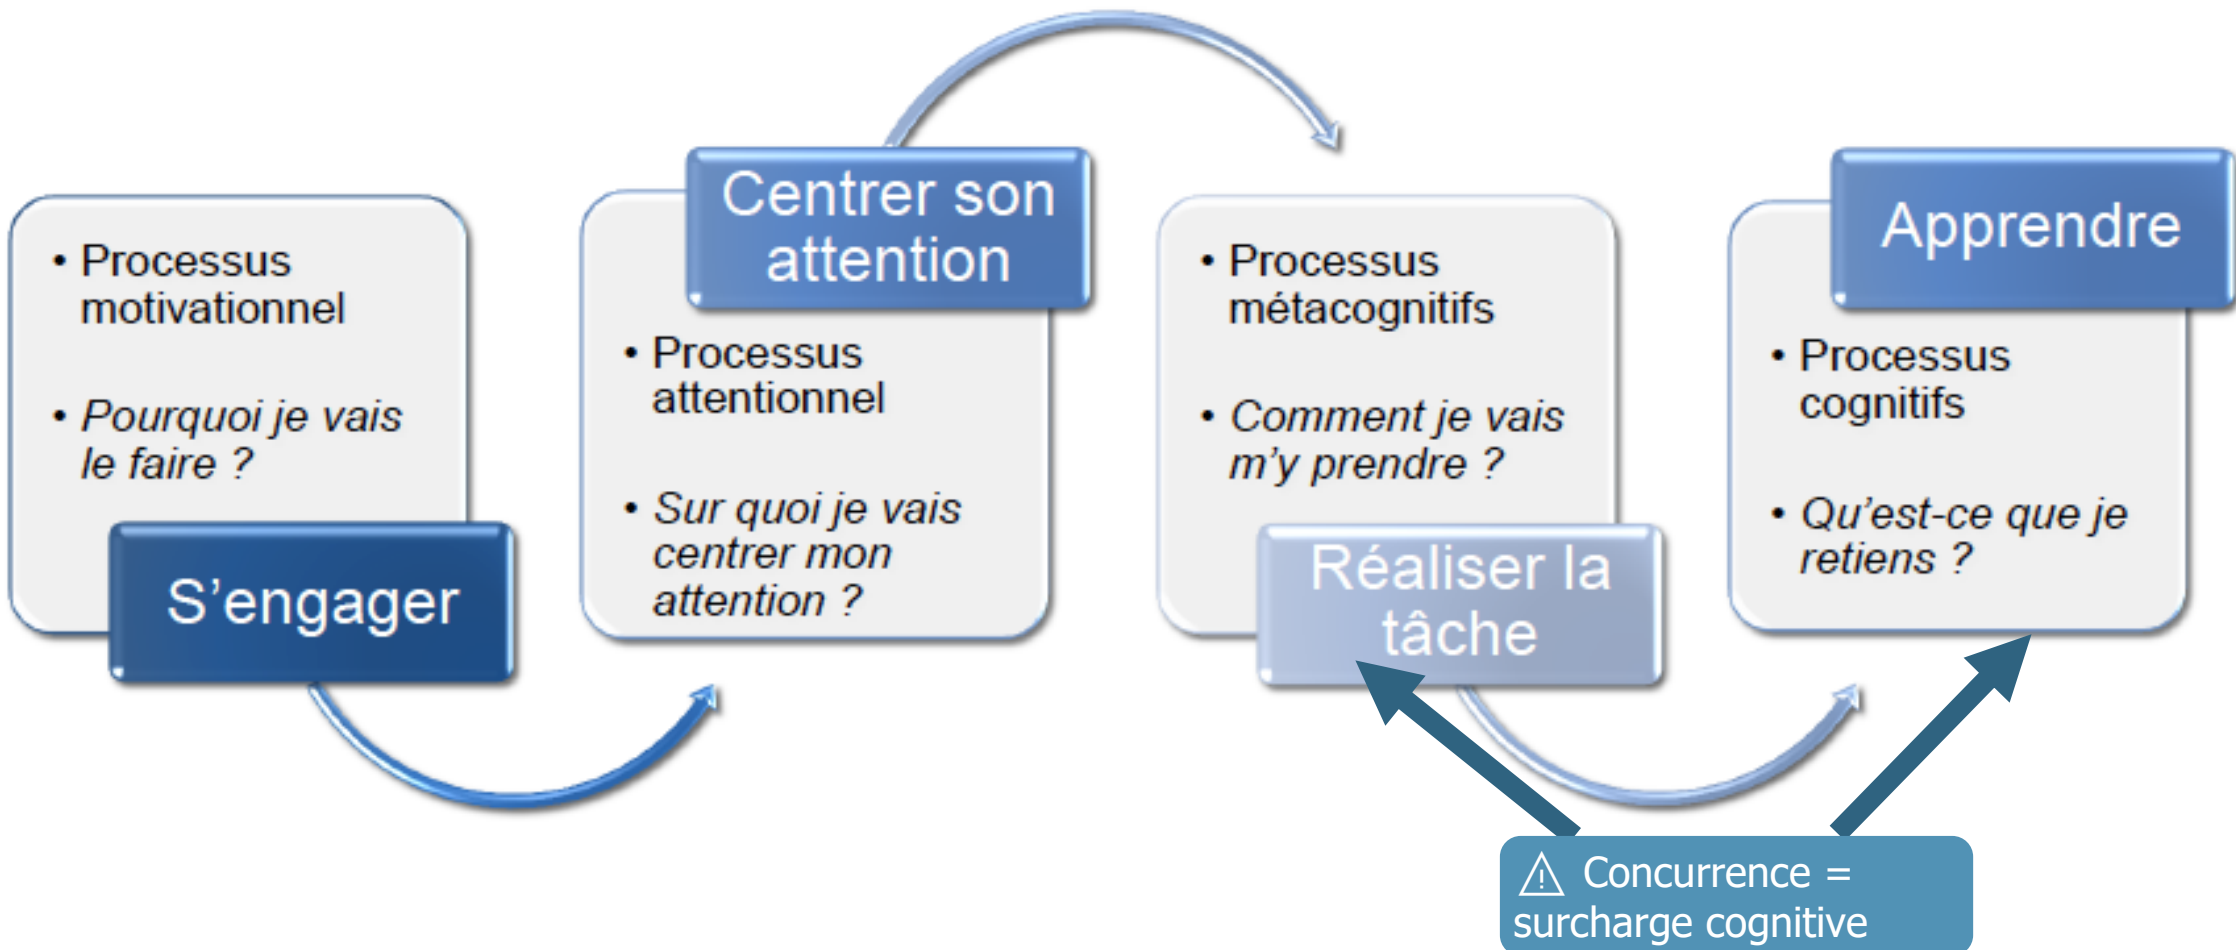 • Processus
motivationnel
• Pourquoi je vais
le faire ?
S’engager
Centrer son
attention
• Processus
attentionnel
• Sur quoi je vais
centrer mon
attention ?
• Processus
métacognitifs
• Comment je vais
m’y prendre ?
Réaliser la
tâche
Apprendre
• Processus
cognitifs
• Qu’est-ce que je
retiens ?
⚠ Concurrence =
surcharge cognitive